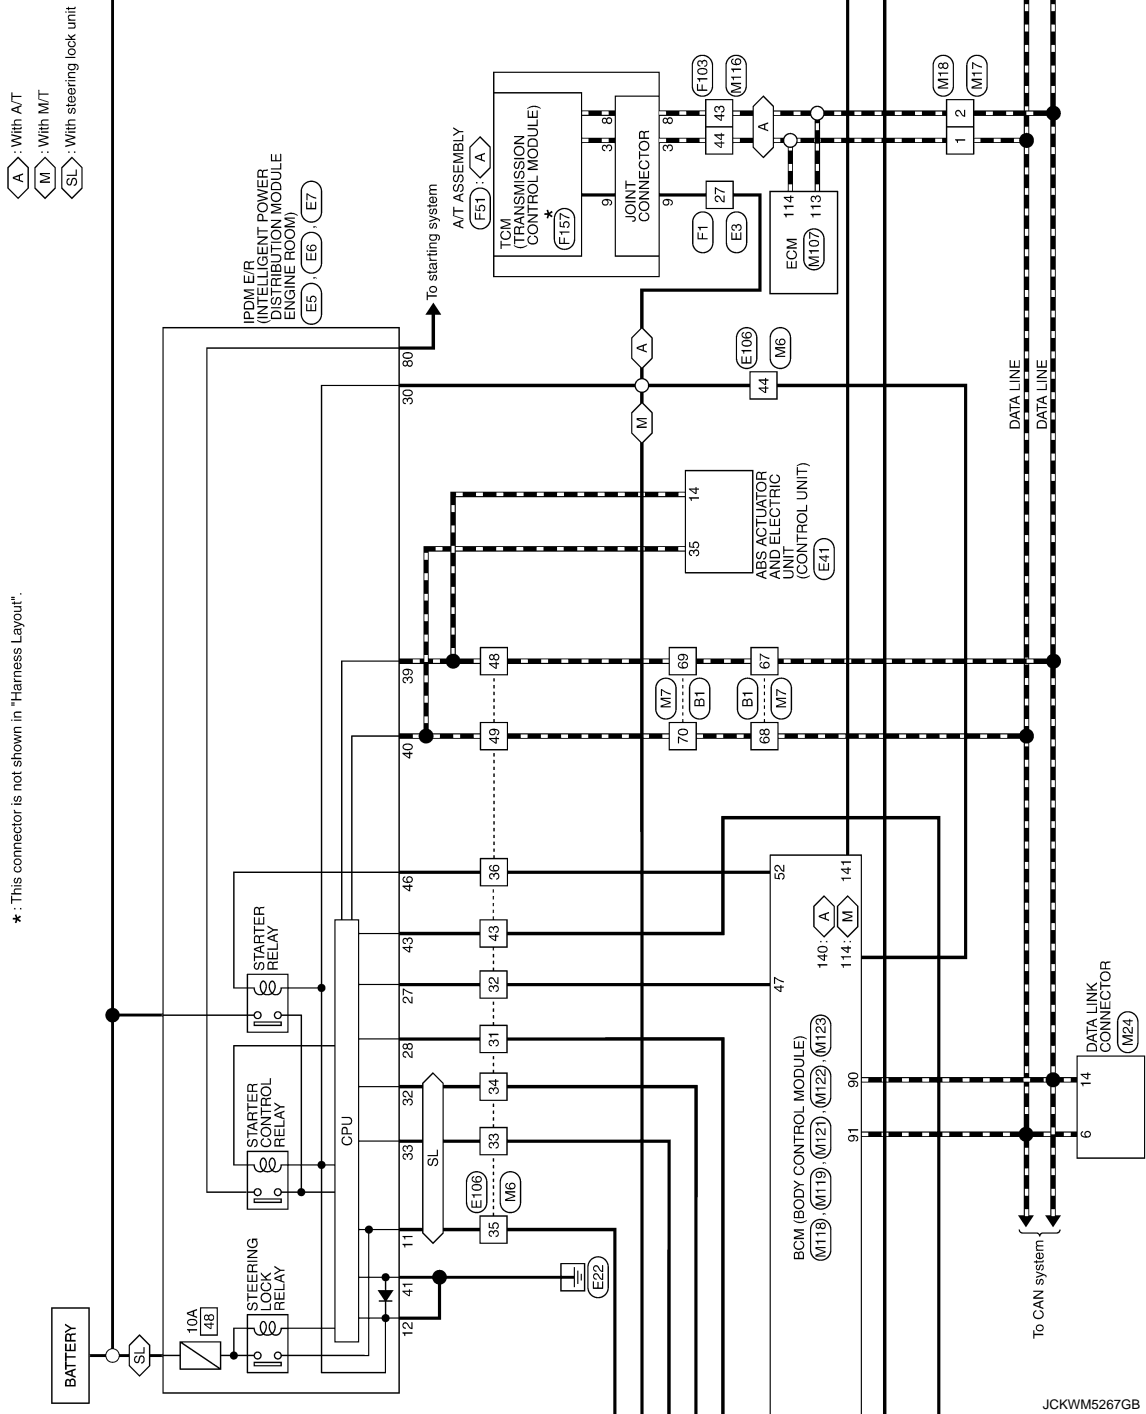 A : With A/T
M : With M/T
SL : With steering lock unit
* : This connector is not shown in "Harness Layout".
BATTERY
SL
10A
48
STEERING
LOCK
RELAY
STARTER
CONTROL
RELAY
STARTER
RELAY
CPU
IPDM E/R
(INTELLIGENT POWER
DISTRIBUTION MODULE
ENGINE ROOM)
E5 , E6 , E7
12
41
11
33
32
28
27
43
46
40
39
30
80
To starting system
SL
E22
E106
M6
35
33
34
31
32
43
36
49
48
A/T ASSEMBLY
F51 : A
TCM
(TRANSMISSION
CONTROL MODULE)
*
F157
9
3
8
JOINT
CONNECTOR
9
3
8
F1
27
E3
F103
44
43
M116
A
ECM
M107
114
113
M18
1
2
M17
M
A
E106
44
M6
35
14
ABS ACTUATOR
AND ELECTRIC
UNIT
(CONTROL UNIT)
E41
M7
70
69
B1
B1
68
67
M7
DATA LINE
DATA LINE
BCM (BODY CONTROL MODULE)
M118 , M119 , M121 , M122 , M123
47
52
141
140 : A
114 : M
91
90
DATA LINK
CONNECTOR
M24
6
14
To CAN system
JCKWM5267GB